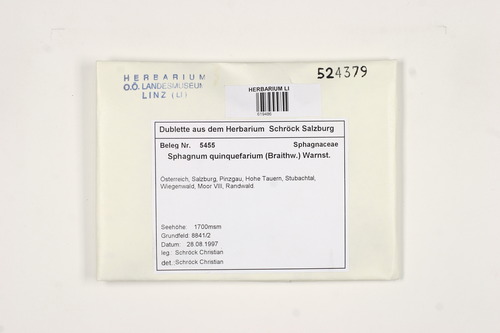 HERBARIUM
O.Ö. LANDESMUSEUM
LINZ (LI)
524379
HERBARIUM LI
Dublette aus dem Herbarium Schröck Salzburg
Beleg Nr. 5455 Sphagnaceae
Sphagnum quinquefarium (Braithw.) Warnst.
Österreich, Salzburg, Pinzgau, Hohe Tauern, Stubachtal,
Wiegenwald, Moor VIII, Randwald
Seehöhe: 1700msm
Grundfeld: 8841/2
Datum: 28.08.1997
leg.: Schröck Christian
det.: Schröck Christian